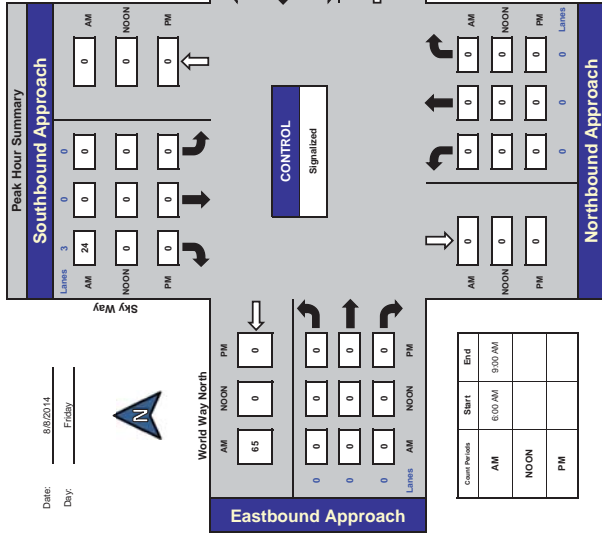 Peak Hour Summary
Southbound Approach
Lanes 3 0 0
AM 24 0 0 0 AM
NOON 0 0 0 0 NOON
PM 0 0 0 0 PM
Sky Way
Date: 8/8/2014
Day: Friday
N
World Way North
AM NOON PM
65 0 0
0 0 0 0
0 0 0 0
0 0 0 0
Lanes AM NOON PM
Eastbound Approach
CONTROL
Signalized
AM 0 0 0 0 AM
NOON 0 0 0 0 NOON
PM 0 0 0 0 PM
0 0 0 Lanes
Northbound Approach
Count Periods Start End
AM 6:00 AM 9:00 AM
NOON
PM